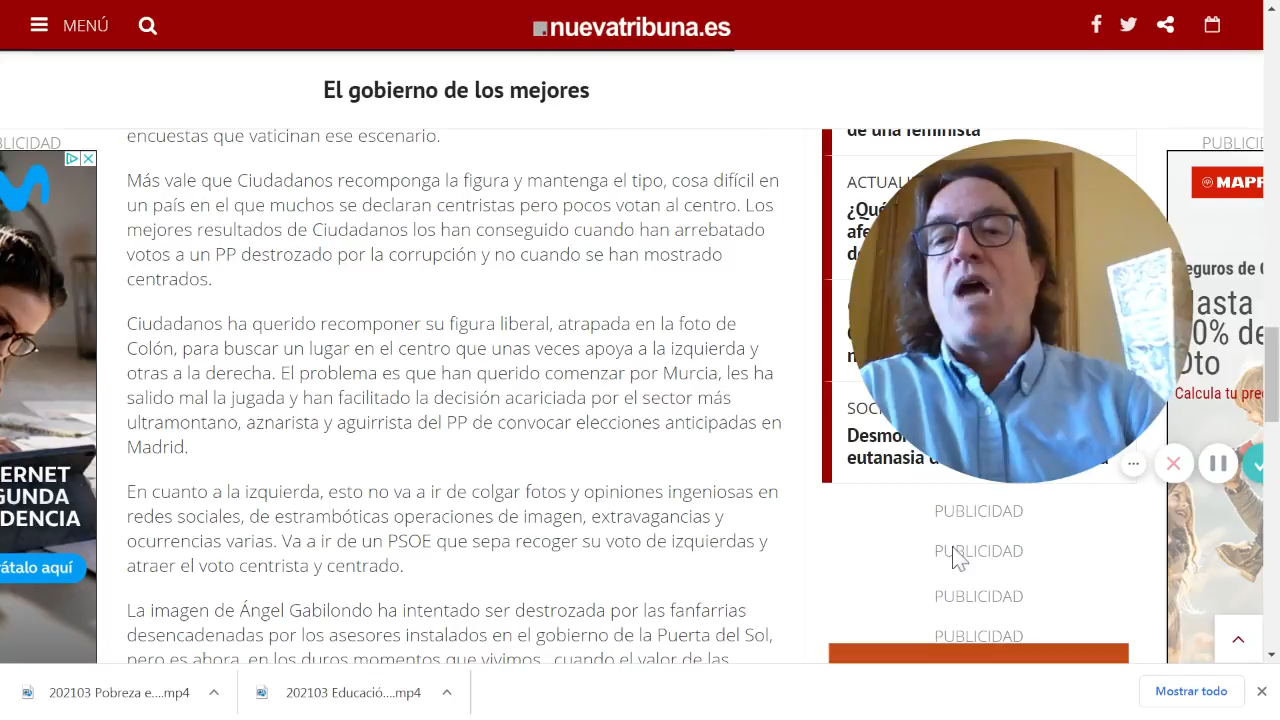 MENÚ
nuevatribuna.es
El gobierno de los mejores
encuestas que vaticinan ese escenario.
Más vale que Ciudadanos recomponga la figura y mantenga el tipo, cosa difícil en
un país en el que muchos se declaran centristas pero pocos votan al centro. Los
mejores resultados de Ciudadanos los han conseguido cuando han arrebatado
votos a un PP destrozado por la corrupción y no cuando se han mostrado
centrados.
Ciudadanos ha querido recomponer su figura liberal, atrapada en la foto de
Colón, para buscar un lugar en el centro que unas veces apoya a la izquierda y
otras a la derecha. El problema es que han querido comenzar por Murcia, les ha
salido mal la jugada y han facilitado la decisión acariciada por el sector más
ultramontano, aznarista y aguirrista del PP de convocar elecciones anticipadas en
Madrid.
En cuanto a la izquierda, esto no va a ir de colgar fotos y opiniones ingeniosas en
redes sociales, de estrambóticas operaciones de imagen, extravagancias y
ocurrencias varias. Va a ir de un PSOE que sepa recoger su voto de izquierdas y
atraer el voto centrista y centrado.
La imagen de Ángel Gabilondo ha intentado ser destrozada por las fanfarrias
desencadenadas por los asesores instalados en el gobierno de la Puerta del Sol,
pero es ahora, en los duros momentos que vivimos, cuando el valor de las
BLICIDAD
ERNET
GUNDA
DENCIA
rátalo aquí
de una feminista
ACTUALI
¿Qué
afe
d
SOC
Desmo
eutanasia d
PUBLICIDAD
PUBLICIDAD
PUBLICIDAD
PUBLICIDAD
PUBLICI
MAPF
eguros de C
asta
0% de
Dto
Calcula tu pre
202103 Pobreza e....mp4
202103 Educació....mp4
Mostrar todo